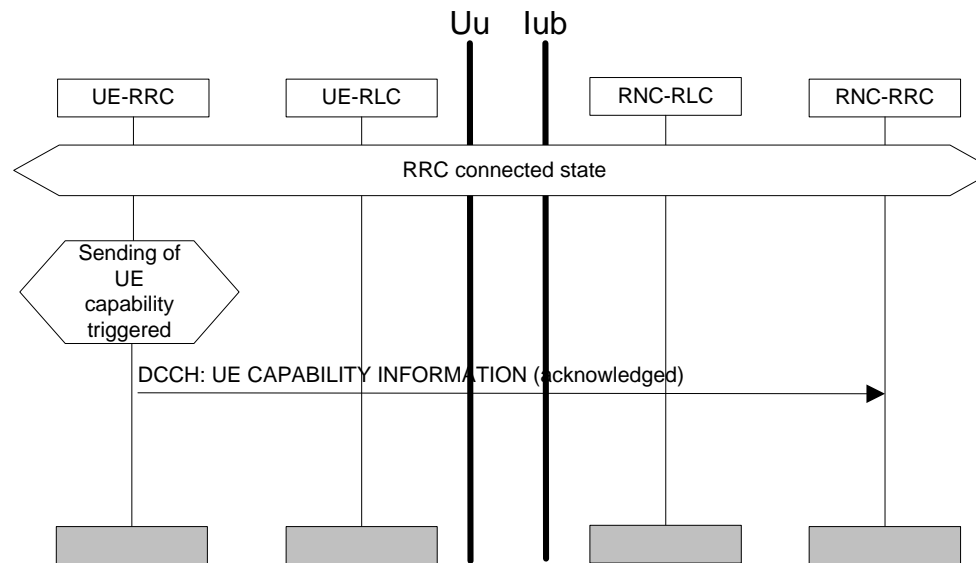 Uu Iub
UE-RRC UE-RLC RNC-RLC RNC-RRC
RRC connected state
Sending of
UE
capability
triggered
DCCH: UE CAPABILITY INFORMATION (acknowledged)